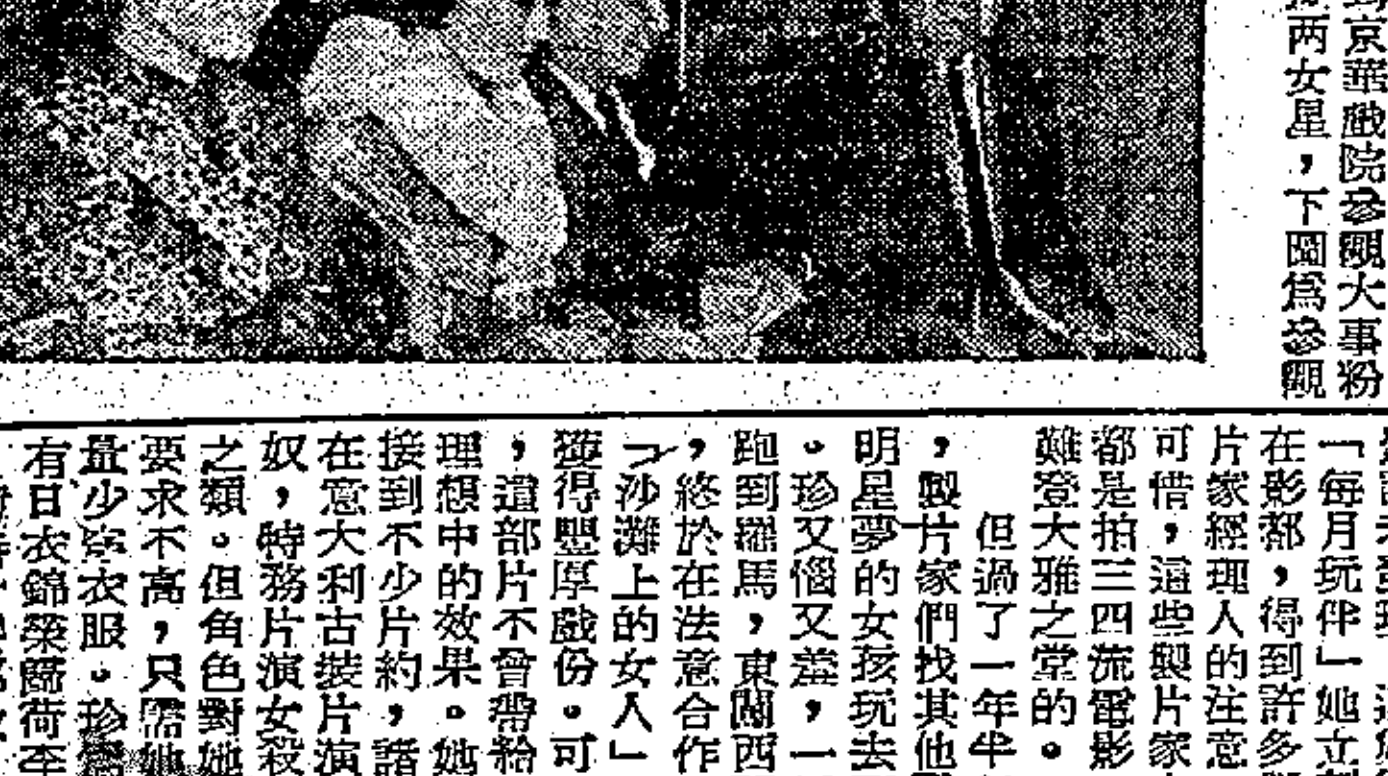 京華戲院參觀大事粉
两女星，下圖爲參觀
「每月玩伴」她立
在影都，得到許多
片家經理人的注意
可惜，這些製片家
都是拍三四流電影
難登大雅之堂的。
但過了一年半
，製片家們找其他
明星夢的女孩玩去
。珍又惱又羞，一
跑到羅馬，東闖西
，終於在法意合作
「沙灘上的女人」
獲得豐厚戲份。可
，這部片不曾帶給
理想中的效果。她
接到不少片約，諸
在意大利古裝片演
奴，特務片演女殺
之類。但角色對她
要求不高，只需她
量少穿衣服。珍
有日衣錦榮歸荷李